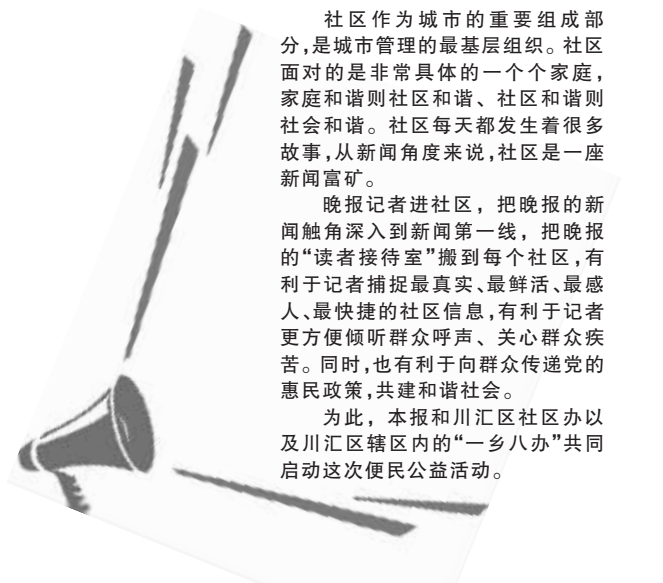 社区作为城市的重要组成部
分,是城市管理的最基层组织。社区
面对的是非常具体的一个个家庭,
家庭和谐则社区和谐、社区和谐则
社会和谐。社区每天都发生着很多
故事,从新闻角度来说,社区是一座
新闻富矿。
晚报记者进社区，把晚报的新
闻触角深入到新闻第一线，把晚报
的“读者接待室”搬到每个社区,有
利于记者捕捉最真实、最鲜活、最感
人、最快捷的社区信息,有利于记者
更方便倾听群众呼声、关心群众疾
苦。同时,也有利于向群众传递党的
惠民政策,共建和谐社会。
为此，本报和川汇区社区办以
及川汇区辖区内的“一乡八办”共同
启动这次便民公益活动。